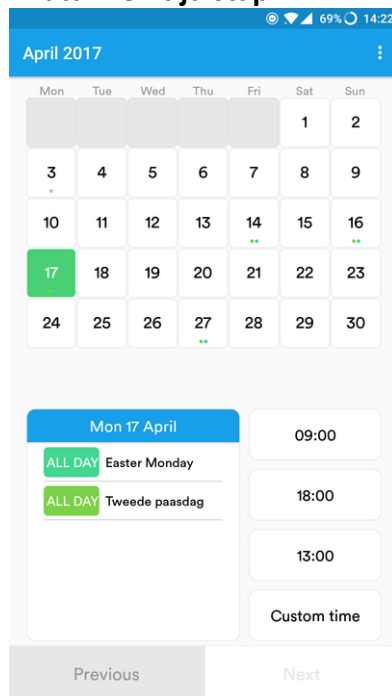 69% 14:22
April 2017
Mon Tue Wed Thu Fri Sat Sun
1 2
3 4 5 6 7 8 9
10 11 12 13 14 15 16
17 18 19 20 21 22 23
24 25 26 27 28 29 30
Mon 17 April
ALL DAY Easter Monday
ALL DAY Tweede paasdag
09:00
18:00
13:00
Custom time
Previous Next